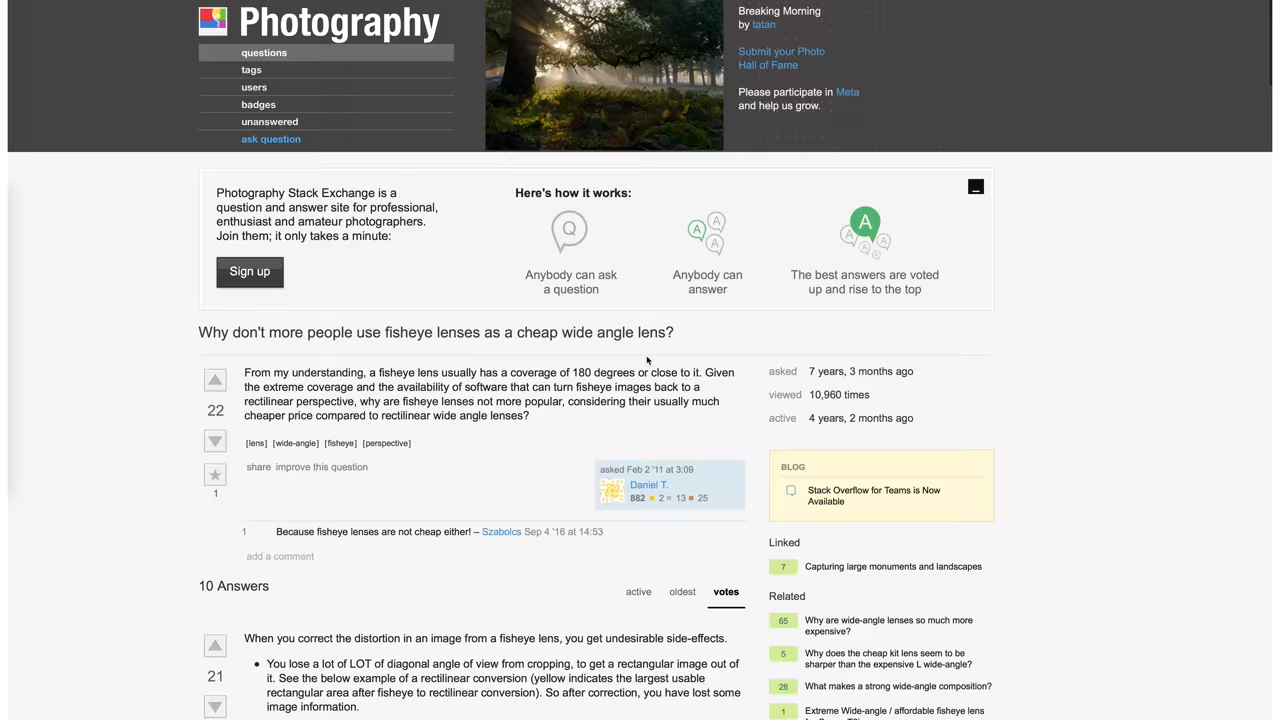 Photography
questions
tags
users
badges
unanswered
ask question
Breaking Morning
by tatan
Submit your Photo
Hall of Fame
Please participate in Meta
and help us grow.
Photography Stack Exchange is a
question and answer site for professional,
enthusiast and amateur photographers.
Join them; it only takes a minute:
Sign up
Here's how it works:
Q
A
A
A
A
A
A
A
A
Anybody can ask
a question
Anybody can
answer
The best answers are voted
up and rise to the top
Why don't more people use fisheye lenses as a cheap wide angle lens?
22
1
From my understanding, a fisheye lens usually has a coverage of 180 degrees or close to it. Given
the extreme coverage and the availability of software that can turn fisheye images back to a
rectilinear perspective, why are fisheye lenses not more popular, considering their usually much
cheaper price compared to rectilinear wide angle lenses?
[lens] [wide-angle] [fisheye] [perspective]
share improve this question
asked Feb 2 '11 at 3:09
Daniel T.
882 2 13 25
1 Because fisheye lenses are not cheap either! – Szabolcs Sep 4 '16 at 14:53
add a comment
10 Answers
active oldest votes
21
When you correct the distortion in an image from a fisheye lens, you get undesirable side-effects.
• You lose a lot of LOT of diagonal angle of view from cropping, to get a rectangular image out of
it. See the below example of a rectilinear conversion (yellow indicates the largest usable
rectangular area after fisheye to rectilinear conversion). So after correction, you have lost some
image information.
asked 7 years, 3 months ago
viewed 10,960 times
active 4 years, 2 months ago
BLOG
Stack Overflow for Teams is Now
Available
Linked
7 Capturing large monuments and landscapes
Related
65 Why are wide-angle lenses so much more
expensive?
5 Why does the cheap kit lens seem to be
sharper than the expensive L wide-angle?
28 What makes a strong wide-angle composition?
1 Extreme Wide-angle / affordable fisheye lens